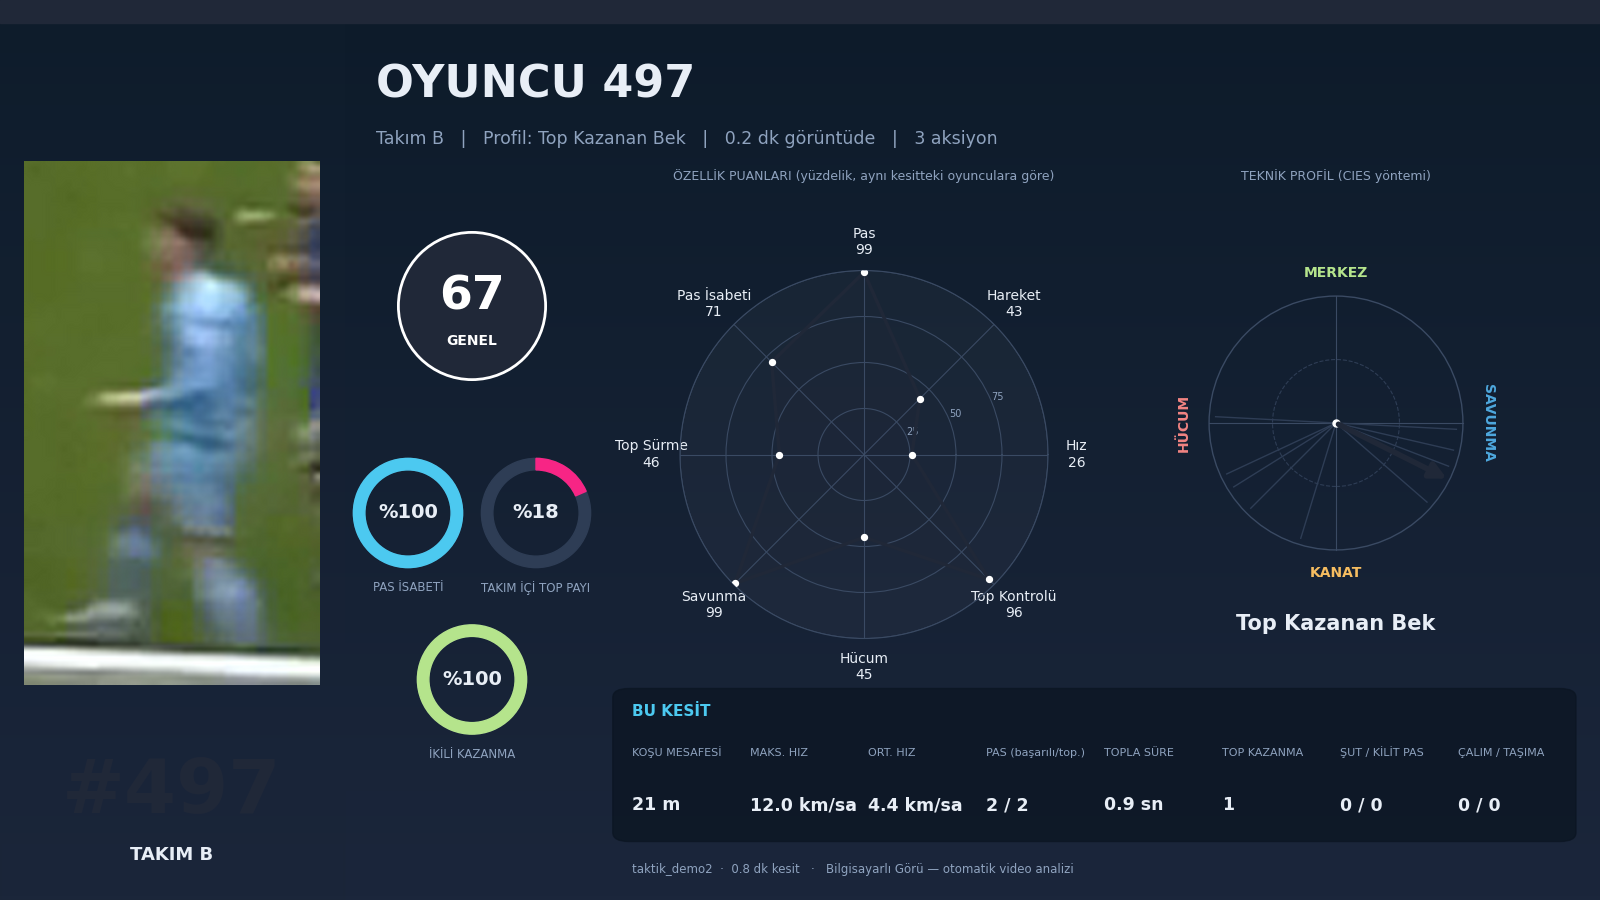 OYUNCU 497
Takım B | Profil: Top Kazanan Bek | 0.2 dk görüntüde | 3 aksiyon
ÖZELLİK PUANLARI (yüzdelik, aynı kesitteki oyunculara göre)
TEKNİK PROFİL (CIES yöntemi)
67
GENEL
%100
PAS İSABETİ
%18
TAKIM İÇİ TOP PAYI
%100
İKİLİ KAZANMA
Pas
99
Pas İsabeti
71
Hareket
43
Top Sürme
46
Hız
26
Savunma
99
Top Kontrolü
96
Hücum
45
75
50
MERKEZ
HÜCUM
SAVUNMA
KANAT
Top Kazanan Bek
#497
TAKIM B
BU KESİT
KOŞU MESAFESİ MAKS. HIZ ORT. HIZ PAS (başarılı/top.) TOPLA SÜRE TOP KAZANMA ŞUT / KİLİT PAS ÇALIM / TAŞIMA
21 m 12.0 km/sa 4.4 km/sa 2 / 2 0.9 sn 1 0 / 0 0 / 0
taktik_demo2 · 0.8 dk kesit · Bilgisayarlı Görü — otomatik video analizi